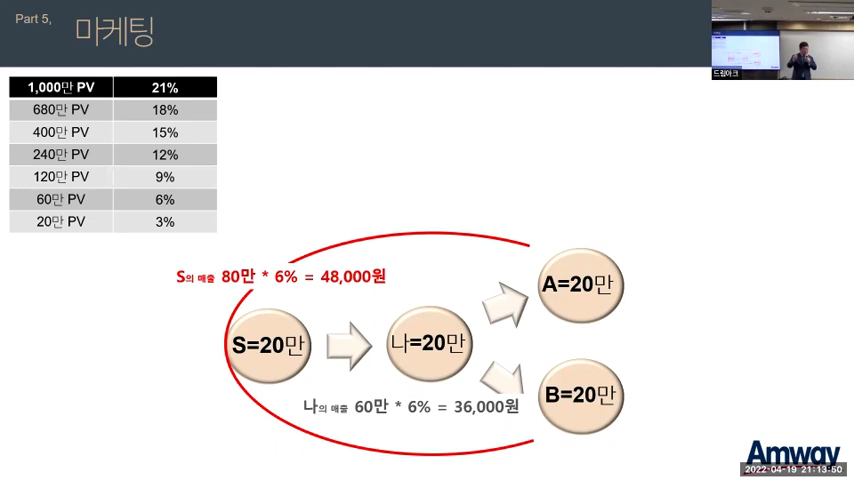 Part 5,
마케팅
드림아크
1,000만 PV 21%
680만 PV 18%
400만 PV 15%
240만 PV 12%
120만 PV 9%
60만 PV 6%
20만 PV 3%
S의 매출 80만 * 6% = 48,000원
A=20만
S=20만
나=20만
B=20만
나의 매출 60만 * 6% = 36,000원
Amway
2022-04-19 21:13:50